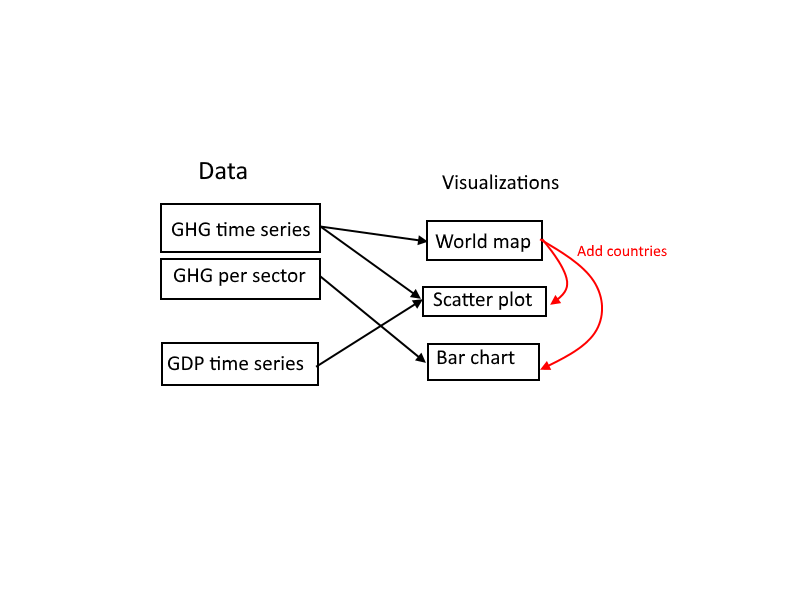 Data
Visualizations
GHG time series
World map
Add countries
GHG per sector
Scatter plot
GDP time series
Bar chart